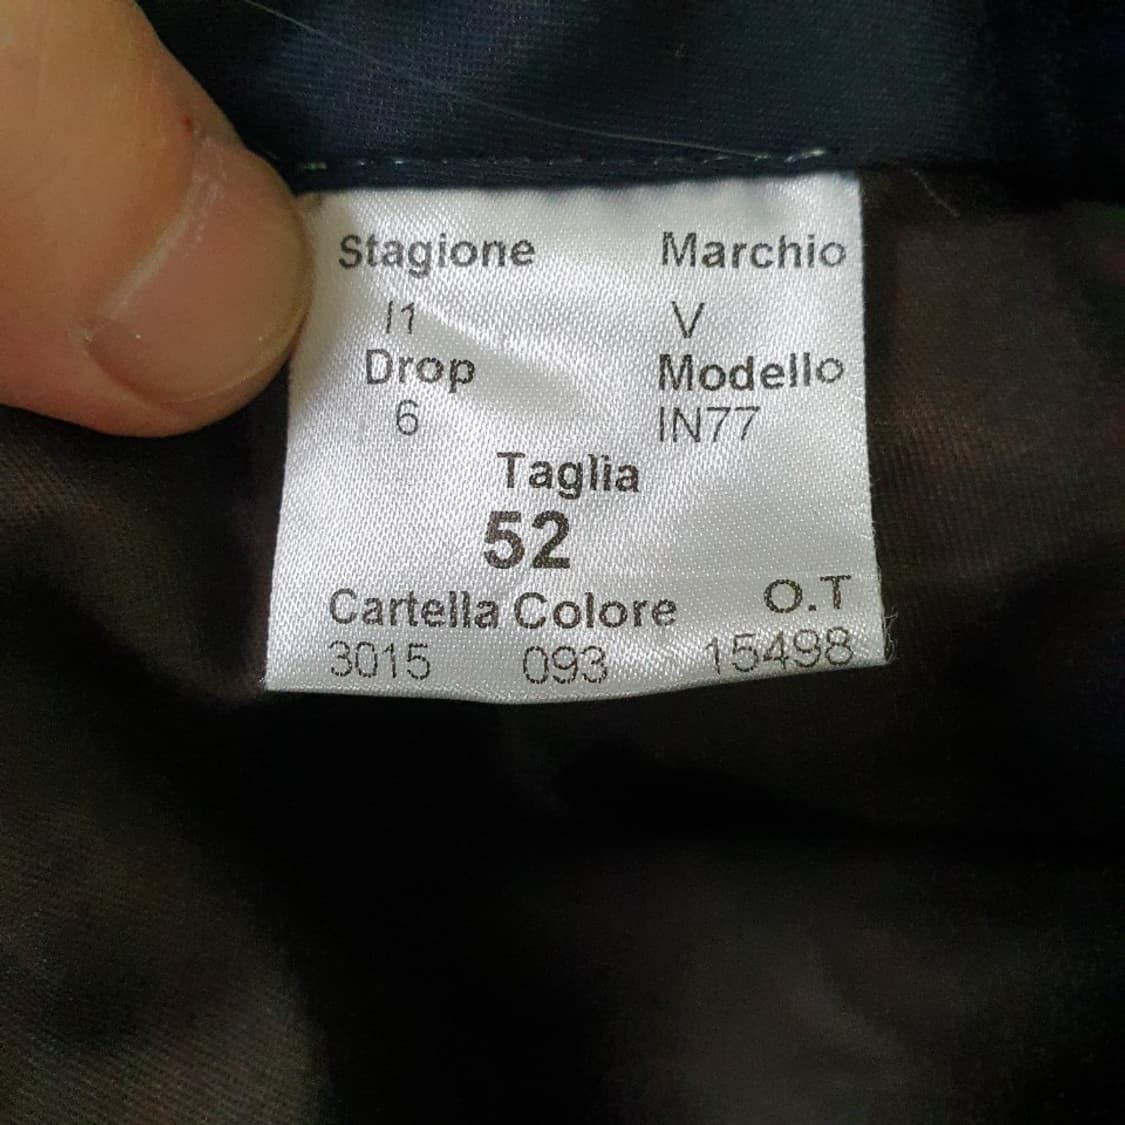 Stagione Marchio
I1 V
Drop Modello
6 IN77
Taglia
52
Cartella Colore O.T
3015 093 15498